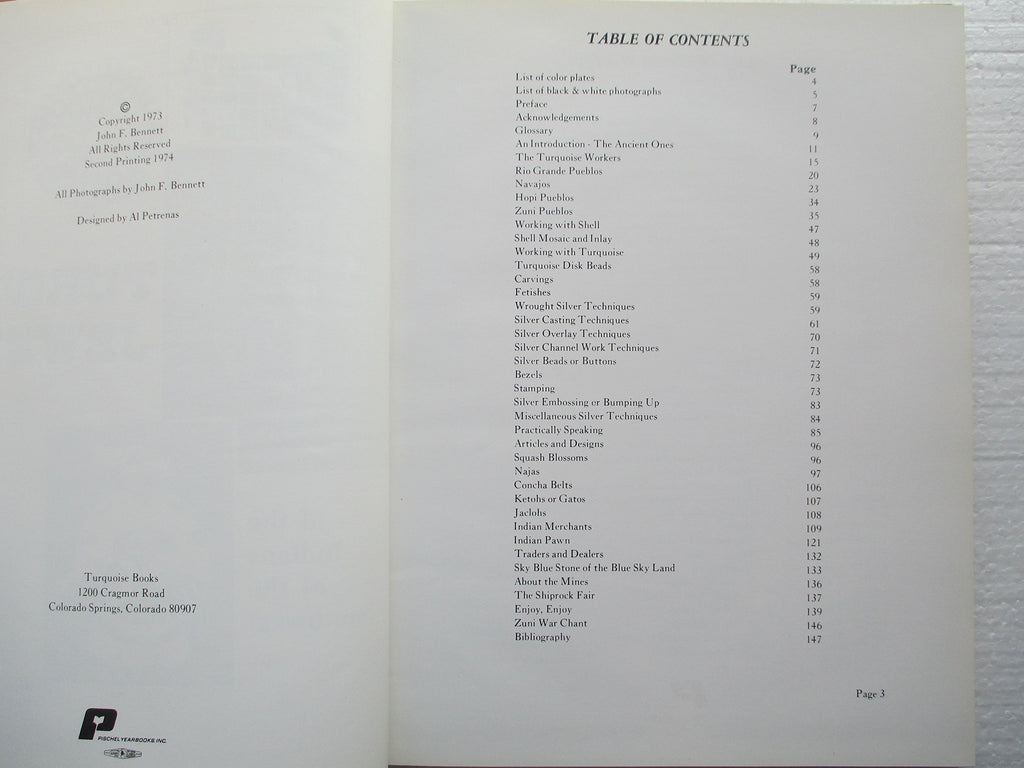 ©
Copyright 1973
John F. Bennett
All Rights Reserved
Second Printing 1974
All Photographs by John F. Bennett
Designed by Al Petrenas
Turquoise Books
1200 Cragmor Road
Colorado Springs, Colorado 80907
PISCHEL YEARBOOKS INC.
TABLE OF CONTENTS
Page
List of color plates 4
List of black & white photographs 5
Preface 7
Acknowledgements 8
Glossary 9
An Introduction - The Ancient Ones 11
The Turquoise Workers 15
Rio Grande Pueblos 20
Navajos 23
Hopi Pueblos 34
Zuni Pueblos 35
Working with Shell 47
Shell Mosaic and Inlay 48
Working with Turquoise 49
Turquoise Disk Beads 58
Carvings 58
Fetishes 59
Wrought Silver Techniques 59
Silver Casting Techniques 61
Silver Overlay Techniques 70
Silver Channel Work Techniques 71
Silver Beads or Buttons 72
Bezels 73
Stamping 73
Silver Embossing or Bumping Up 83
Miscellaneous Silver Techniques 84
Practically Speaking 85
Articles and Designs 96
Squash Blossoms 96
Najas 97
Concha Belts 106
Ketohs or Gatos 107
Jaclohs 108
Indian Merchants 109
Indian Pawn 121
Traders and Dealers 132
Sky Blue Stone of the Blue Sky Land 133
About the Mines 136
The Shiprock Fair 137
Enjoy, Enjoy 139
Zuni War Chant 146
Bibliography 147
Page 3